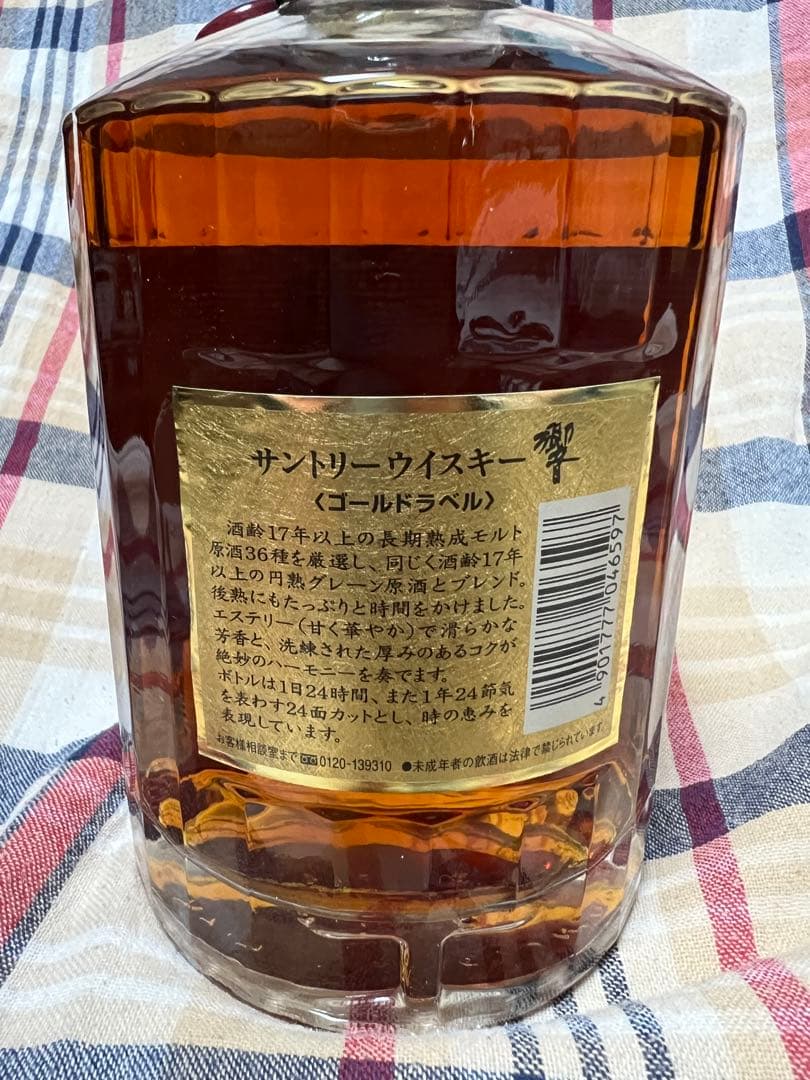 サントリーウイスキー 響
〈ゴールドラベル〉
酒齢17年以上の長期熟成モルト
原酒36種を厳選し、同じく酒齢17年
以上の円熟グレーン原酒とブレンド。
後熟にもたっぷりと時間をかけました。
エステリー(甘く華やか)で滑らかな
芳香と、洗練された厚みのあるコクが
絶妙のハーモニーを奏でます。
ボトルは1日24時間、また1年24節気
を表わす24面カットとし、時の恵みを
表現しています。
お客様相談室まで 0120-139310 ●未成年者の飲酒は法律で禁じられています。
4 901777 046597